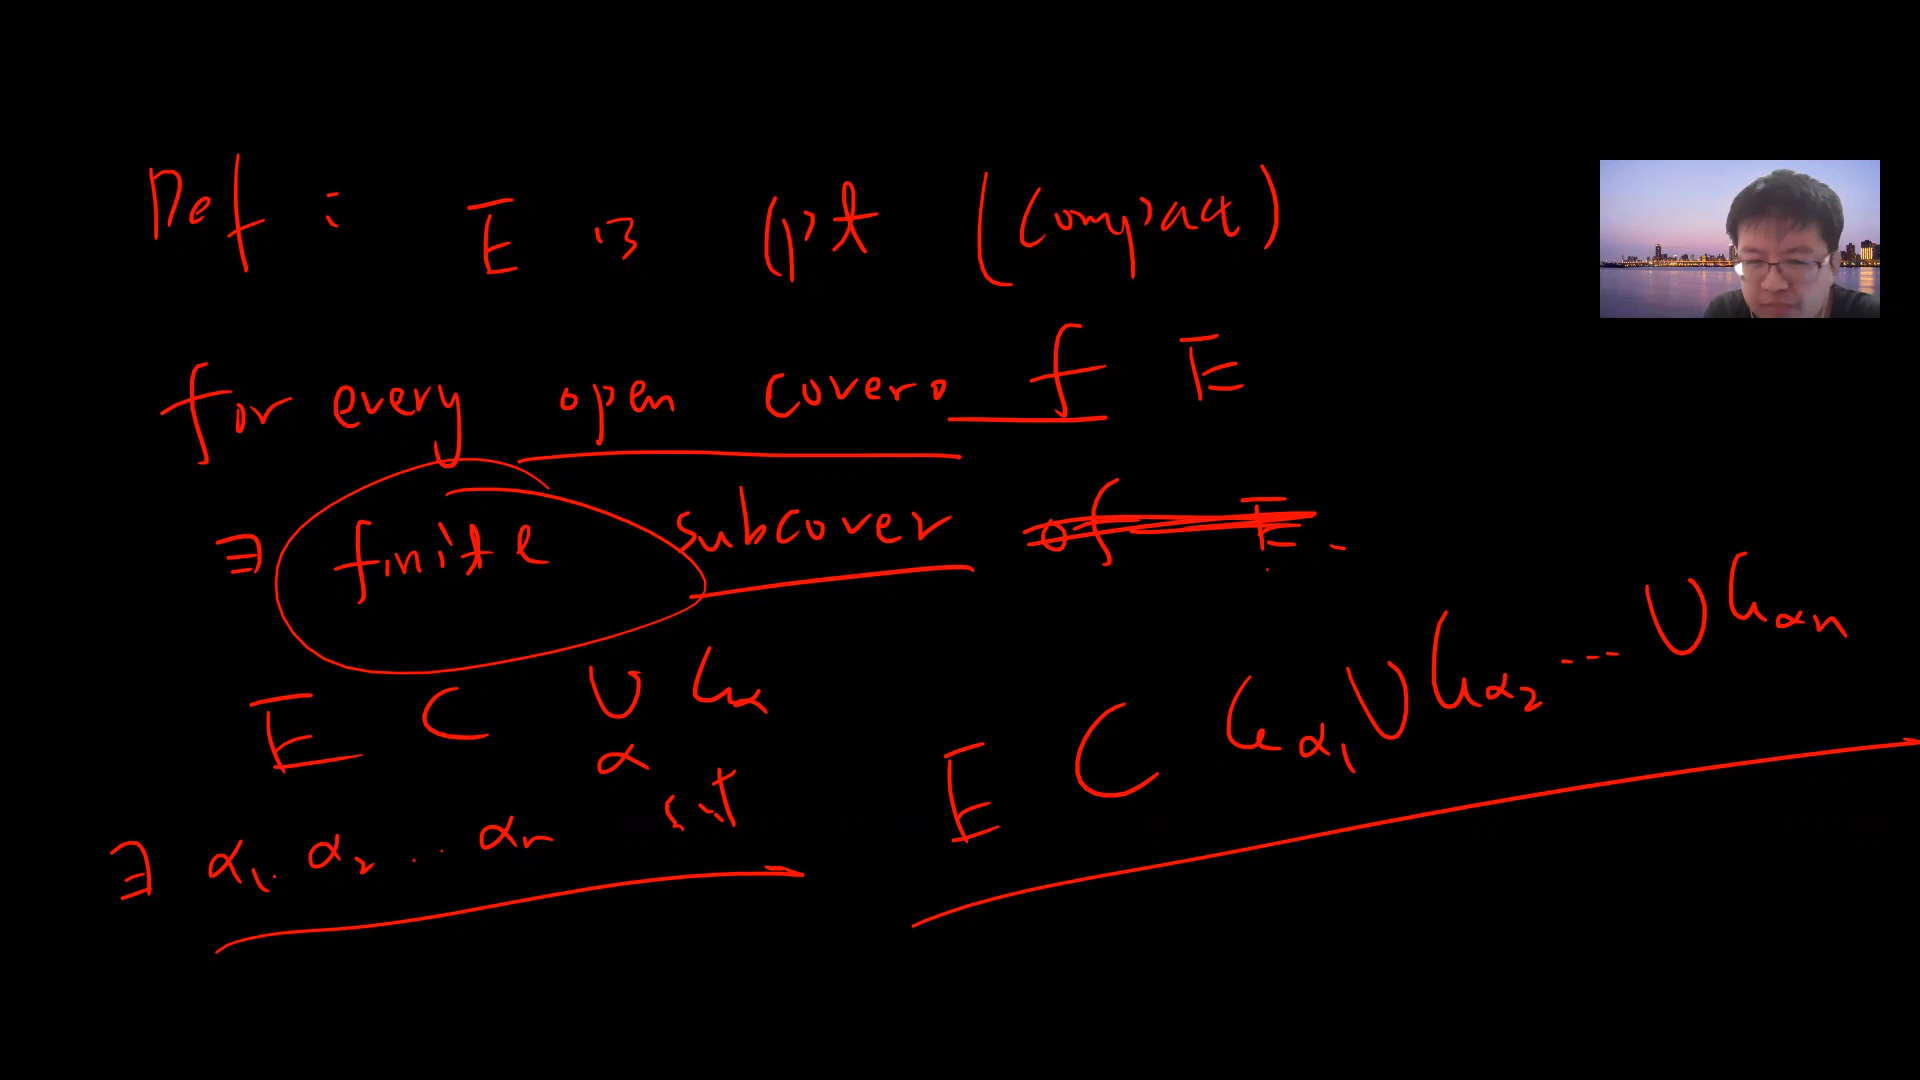 Def : E is cpt (compact)
for every open cover of E
∃ finite subcover of E .
E ⊂ ∪_α G_α
∃ α₁, α₂ .. αₙ s.t
E ⊂ G_α₁ ∪ G_α₂ ... ∪ G_αₙ